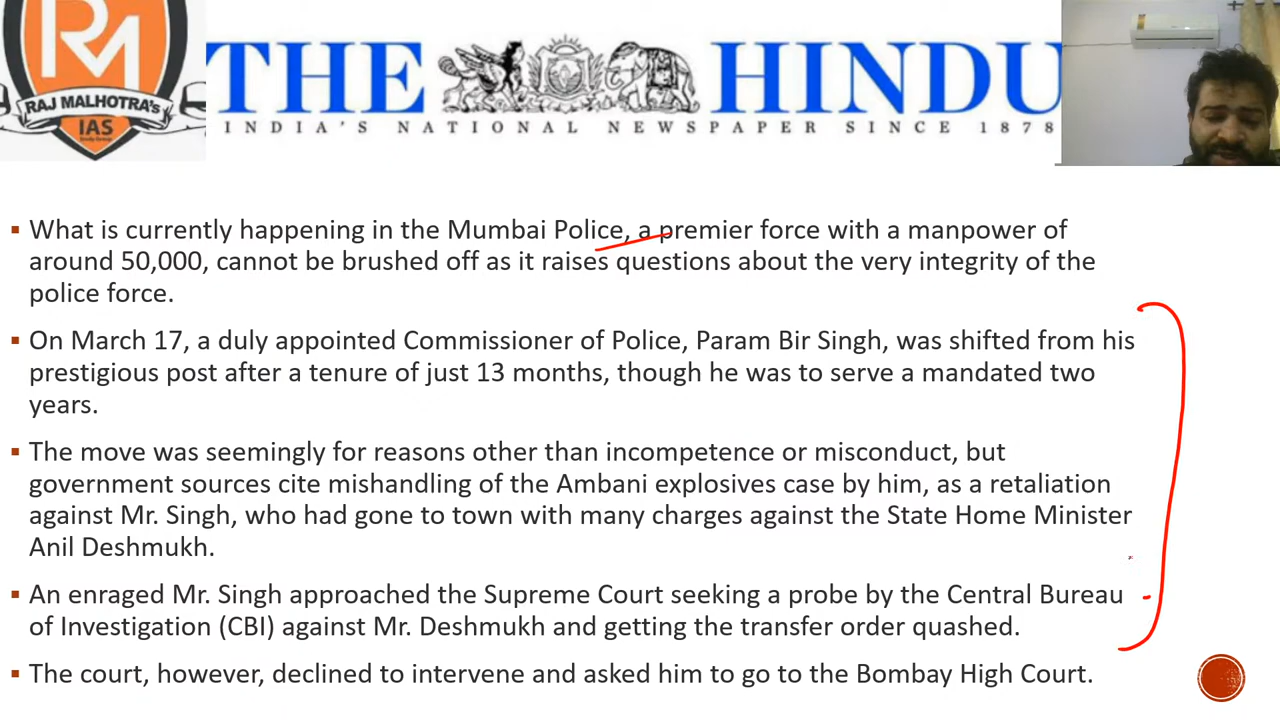 RM
RAJ MALHOTRA's
IAS
Study Group
THE HINDU
INDIA'S NATIONAL NEWSPAPER SINCE 1878
▪ What is currently happening in the Mumbai Police, a premier force with a manpower of
around 50,000, cannot be brushed off as it raises questions about the very integrity of the
police force.
▪ On March 17, a duly appointed Commissioner of Police, Param Bir Singh, was shifted from his
prestigious post after a tenure of just 13 months, though he was to serve a mandated two
years.
▪ The move was seemingly for reasons other than incompetence or misconduct, but
government sources cite mishandling of the Ambani explosives case by him, as a retaliation
against Mr. Singh, who had gone to town with many charges against the State Home Minister
Anil Deshmukh.
▪ An enraged Mr. Singh approached the Supreme Court seeking a probe by the Central Bureau
of Investigation (CBI) against Mr. Deshmukh and getting the transfer order quashed.
▪ The court, however, declined to intervene and asked him to go to the Bombay High Court.